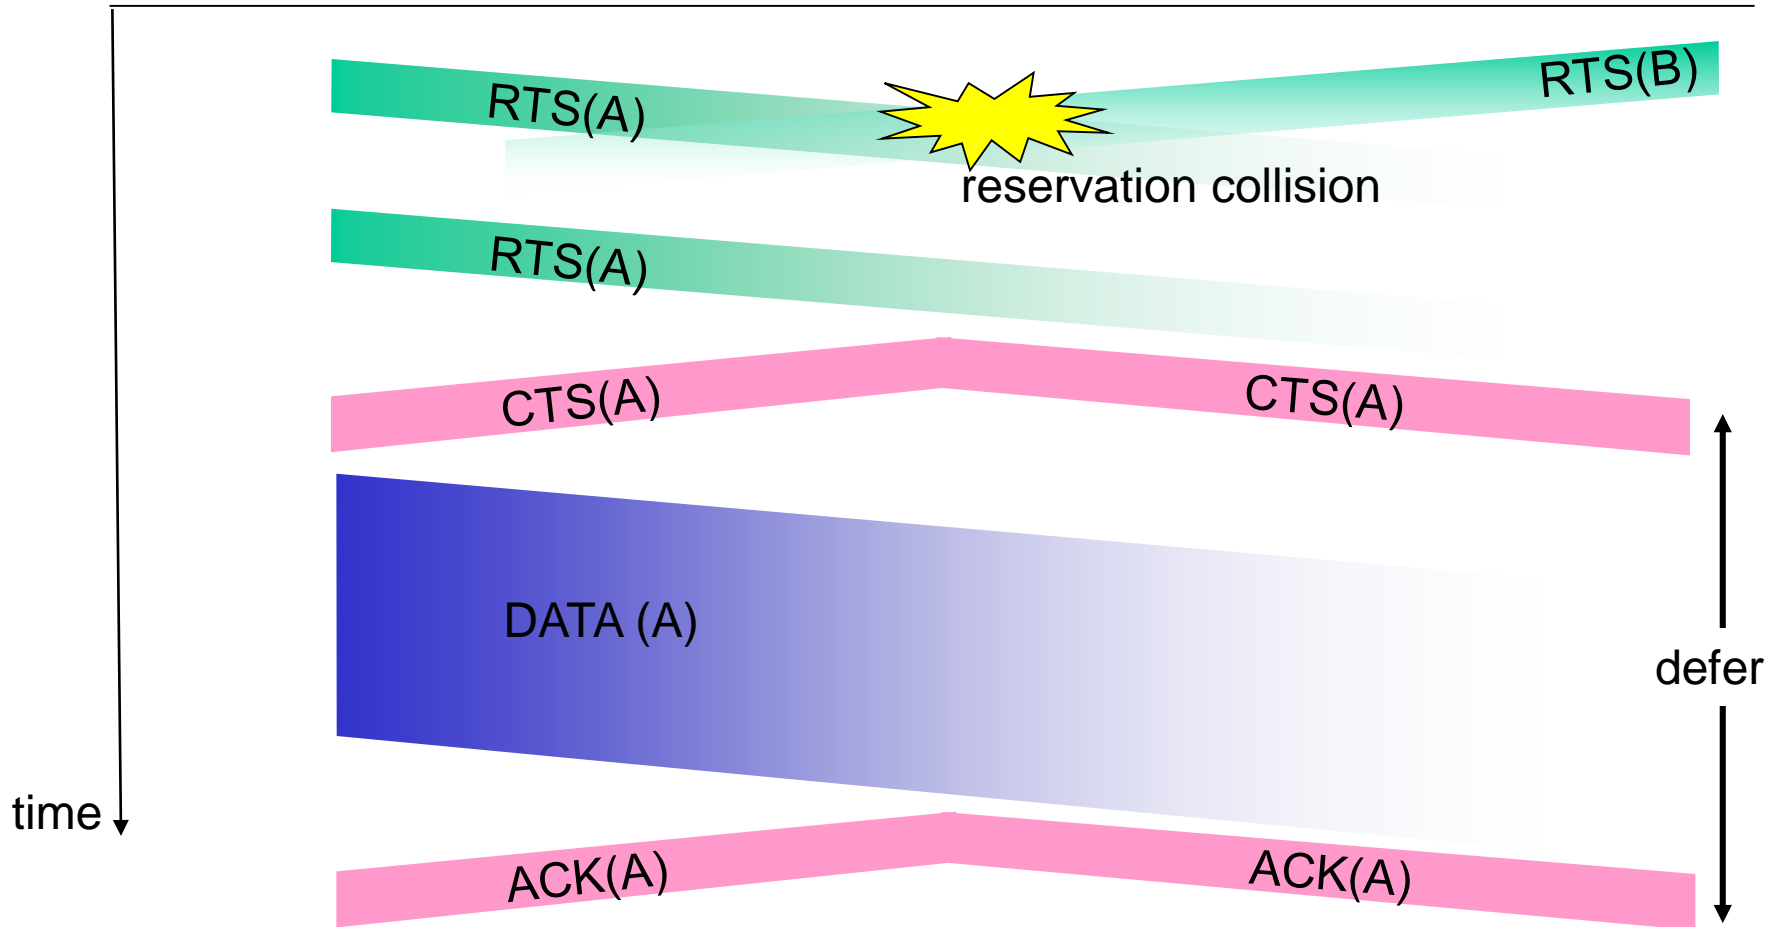 RTS(A)
RTS(B)
reservation collision
RTS(A)
CTS(A)
CTS(A)
DATA (A)
defer
time
ACK(A)
ACK(A)